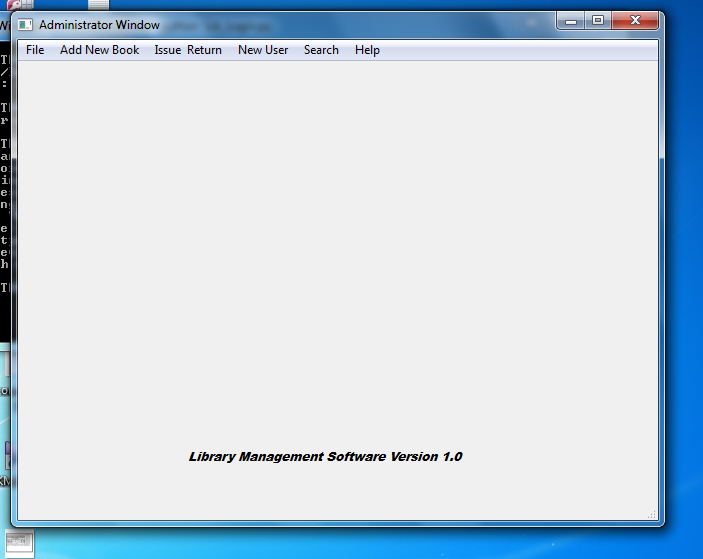 Administrator Window
File Add New Book Issue Return New User Search Help
Library Management Software Version 1.0